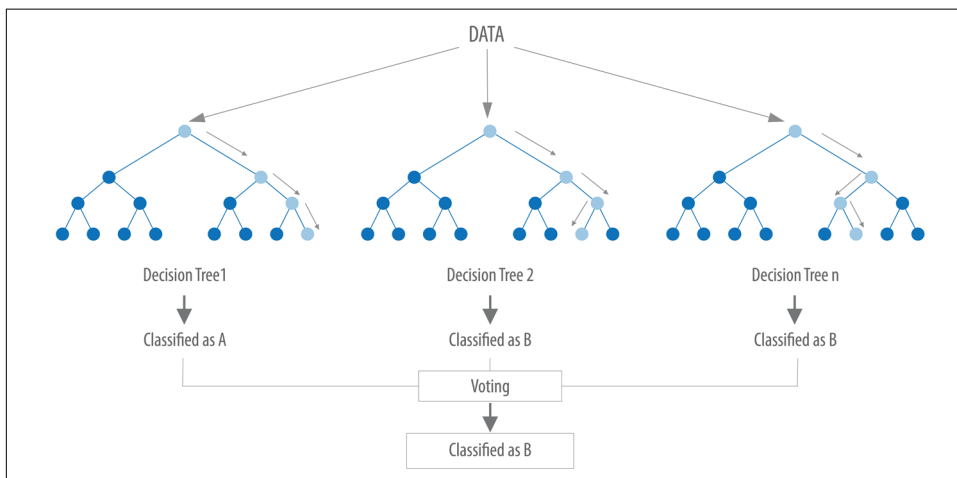 DATA
Decision Tree1
Decision Tree 2
Decision Tree n
Classified as A
Classified as B
Classified as B
Voting
Classified as B